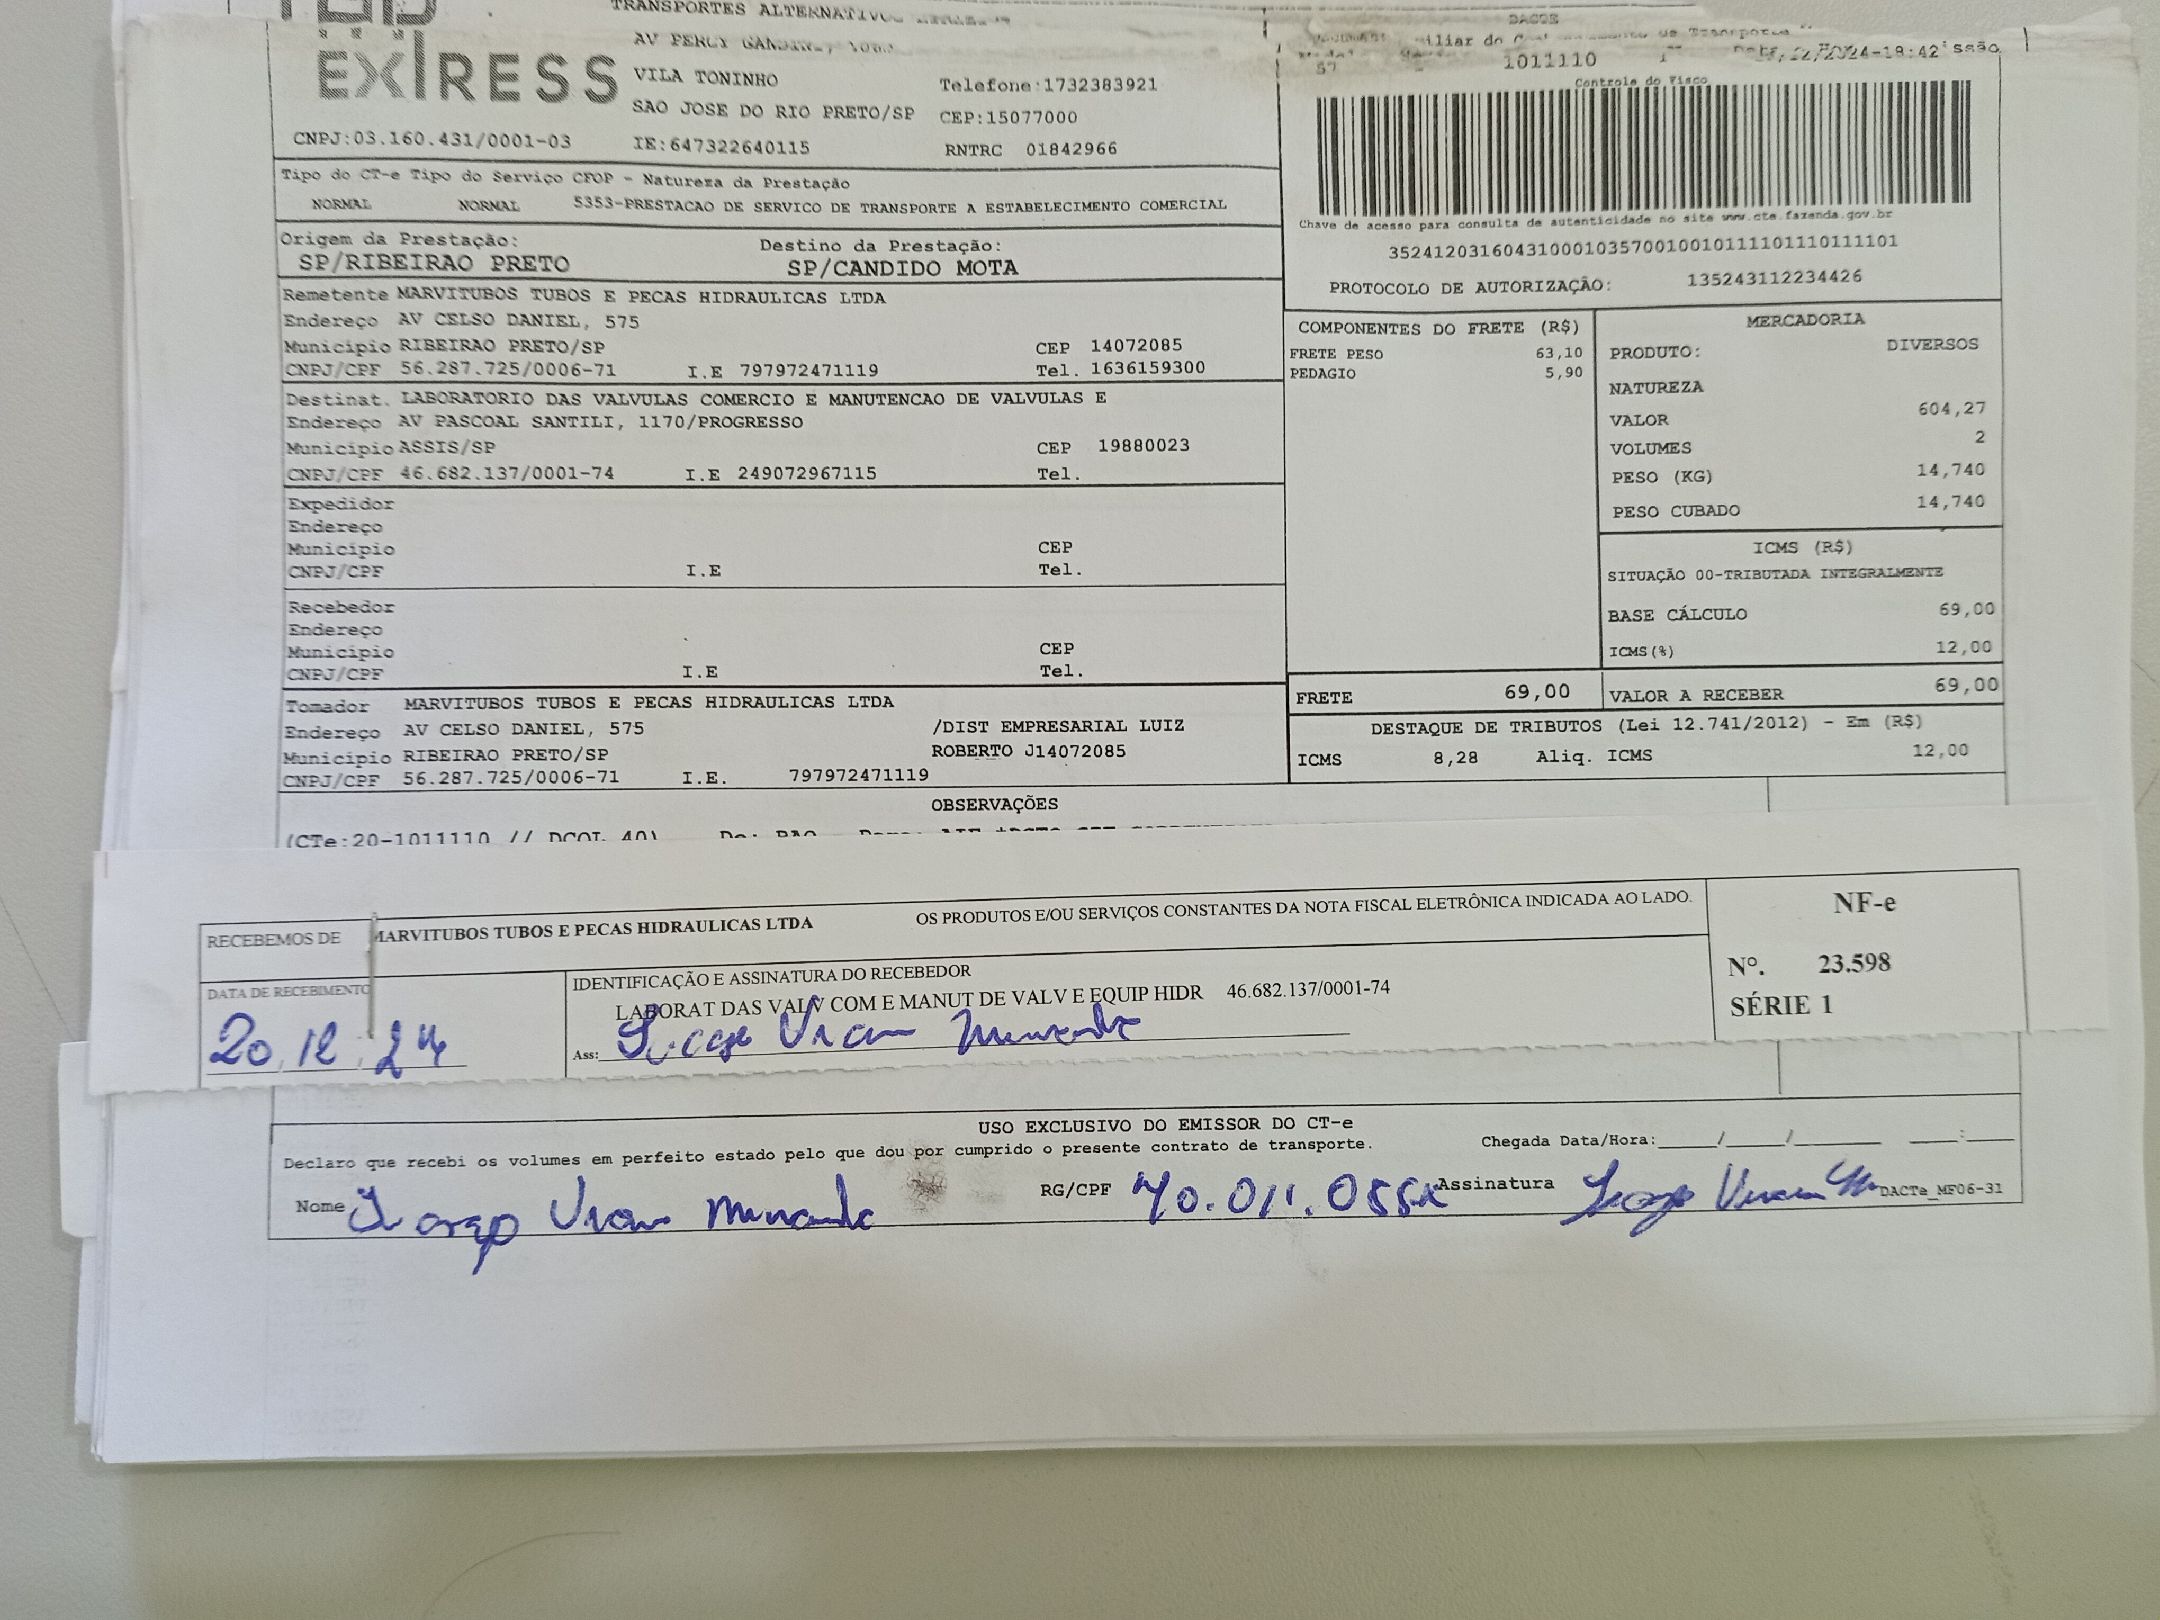 EXPRESS
TRANSPORTES
AV PERCY GANDINI,
VILA TONINHO Telefone:1732383921
SAO JOSE DO RIO PRETO/SP CEP:15077000
CNPJ:03.160.431/0001-03 IE:647322640115 RNTRC 01842966
DACTE
57 1011110 /2024-18:42
Controle do Fisco
Tipo do CT-e Tipo do Serviço CFOP - Natureza da Prestação
NORMAL NORMAL 5353-PRESTACAO DE SERVICO DE TRANSPORTE A ESTABELECIMENTO COMERCIAL
Chave de acesso para consulta de autenticidade no site www.cte.fazenda.gov.br
35241203160431000103570010010111101110111101
PROTOCOLO DE AUTORIZAÇÃO: 135243112234426
Origem da Prestação: Destino da Prestação:
SP/RIBEIRAO PRETO SP/CANDIDO MOTA
Remetente MARVITUBOS TUBOS E PECAS HIDRAULICAS LTDA
Endereço AV CELSO DANIEL, 575
Município RIBEIRAO PRETO/SP CEP 14072085
CNPJ/CPF 56.287.725/0006-71 I.E 797972471119 Tel. 1636159300
Destinat. LABORATORIO DAS VALVULAS COMERCIO E MANUTENCAO DE VALVULAS E
Endereço AV PASCOAL SANTILI, 1170/PROGRESSO
Município ASSIS/SP CEP 19880023
CNPJ/CPF 46.682.137/0001-74 I.E 249072967115 Tel.
Expedidor
Endereço
Município CEP
CNPJ/CPF I.E Tel.
Recebedor
Endereço
Município CEP
CNPJ/CPF I.E Tel.
Tomador MARVITUBOS TUBOS E PECAS HIDRAULICAS LTDA
Endereço AV CELSO DANIEL, 575 /DIST EMPRESARIAL LUIZ
Município RIBEIRAO PRETO/SP ROBERTO J14072085
CNPJ/CPF 56.287.725/0006-71 I.E. 797972471119
COMPONENTES DO FRETE (R$)
FRETE PESO 63,10
PEDAGIO 5,90
MERCADORIA
PRODUTO: DIVERSOS
NATUREZA
VALOR 604,27
VOLUMES 2
PESO (KG) 14,740
PESO CUBADO 14,740
ICMS (R$)
SITUAÇÃO 00-TRIBUTADA INTEGRALMENTE
BASE CÁLCULO 69,00
ICMS(%) 12,00
FRETE 69,00 VALOR A RECEBER 69,00
DESTAQUE DE TRIBUTOS (Lei 12.741/2012) - Em (R$)
ICMS 8,28 Aliq. ICMS 12,00
OBSERVAÇÕES
(CTe:20-1011110 // DCOL 40)
RECEBEMOS DE MARVITUBOS TUBOS E PECAS HIDRAULICAS LTDA OS PRODUTOS E/OU SERVIÇOS CONSTANTES DA NOTA FISCAL ELETRÔNICA INDICADA AO LADO.
DATA DE RECEBIMENTO
20.12.24
IDENTIFICAÇÃO E ASSINATURA DO RECEBEDOR
LABORAT DAS VALV COM E MANUT DE VALV E EQUIP HIDR 46.682.137/0001-74
Ass:
NF-e
Nº. 23.598
SÉRIE 1
USO EXCLUSIVO DO EMISSOR DO CT-e
Declaro que recebi os volumes em perfeito estado pelo que dou por cumprido o presente contrato de transporte. Chegada Data/Hora: / / :
Nome RG/CPF Assinatura DACTe_MF06-31